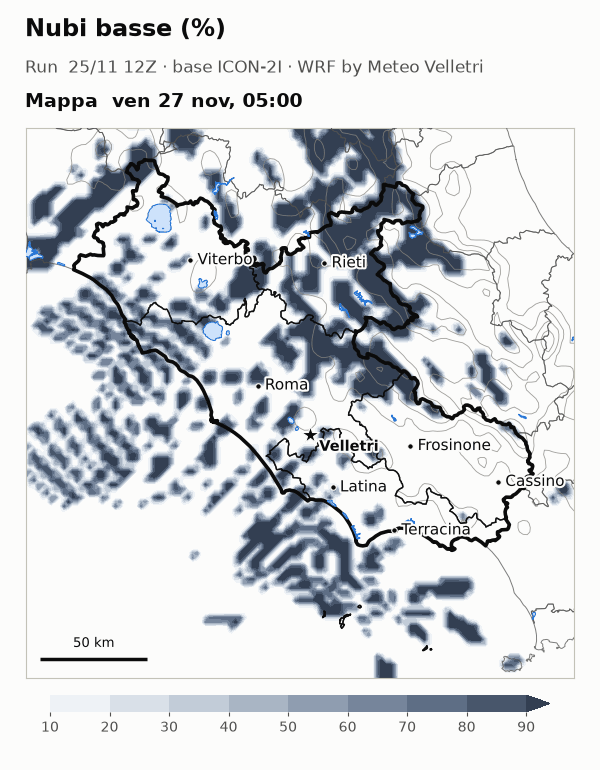 Nubi basse (%)
Run 25/11 12Z · base ICON-2I · WRF by Meteo Velletri
Mappa ven 27 nov, 05:00
Viterbo
Rieti
Roma
Velletri
Frosinone
Latina
Cassino
Terracina
50 km
10 20 30 40 50 60 70 80 90